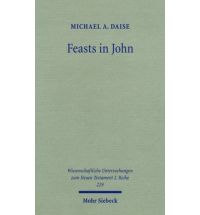 MICHAEL A. DAISE
Feasts in John
Wissenschaftliche Untersuchungen
zum Neuen Testament 2. Reihe
229
Mohr Siebeck